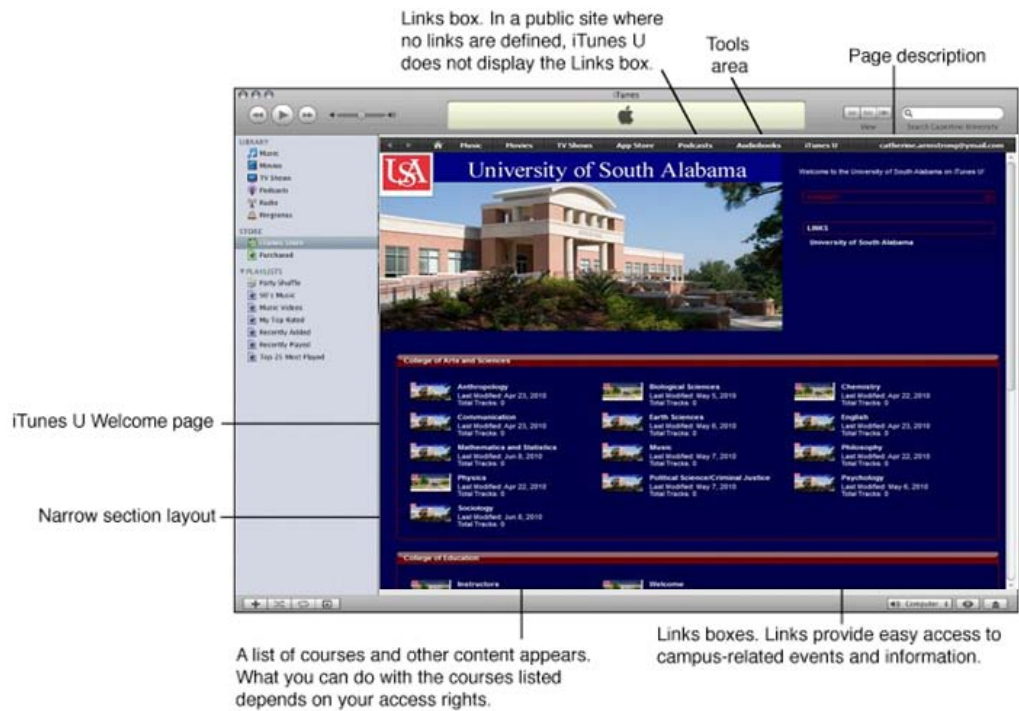 Links box. In a public site where
no links are defined, iTunes U
does not display the Links box.
Tools
area
Page description
iTunes
View
Search Cupertino University
LIBRARY
Music
Movies
TV Shows
Podcasts
Radio
Ringtones
STORE
iTunes Store
Purchased
PLAYLISTS
Party Shuffle
90's Music
Music Videos
My Top Rated
Recently Added
Recently Played
Top 25 Most Played
Music Movies TV Shows App Store Podcasts Audiobooks iTunes U catherine.armstrong@ymail.com
USA
University of South Alabama
Welcome to the University of South Alabama on iTunes U!
LINKS
University of South Alabama
College of Arts and Sciences
Anthropology
Last Modified: Apr 23, 2010
Total Tracks: 0
Biological Sciences
Last Modified: May 5, 2010
Total Tracks: 0
Chemistry
Last Modified: Apr 22, 2010
Total Tracks: 0
Communication
Last Modified: Apr 23, 2010
Total Tracks: 0
Earth Sciences
Last Modified: May 6, 2010
Total Tracks: 0
English
Last Modified: Apr 23, 2010
Total Tracks: 0
Mathematics and Statistics
Last Modified: Jun 8, 2010
Total Tracks: 0
Music
Last Modified: May 7, 2010
Total Tracks: 0
Philosophy
Last Modified: Apr 22, 2010
Total Tracks: 0
Physics
Last Modified: Apr 22, 2010
Total Tracks: 0
Political Science/Criminal Justice
Last Modified: May 7, 2010
Total Tracks: 0
Psychology
Last Modified: May 6, 2010
Total Tracks: 0
Sociology
Last Modified: Jun 8, 2010
Total Tracks: 0
College of Education
Instructors
Welcome
Computer
iTunes U Welcome page
Narrow section layout
A list of courses and other content appears.
What you can do with the courses listed
depends on your access rights.
Links boxes. Links provide easy access to
campus-related events and information.